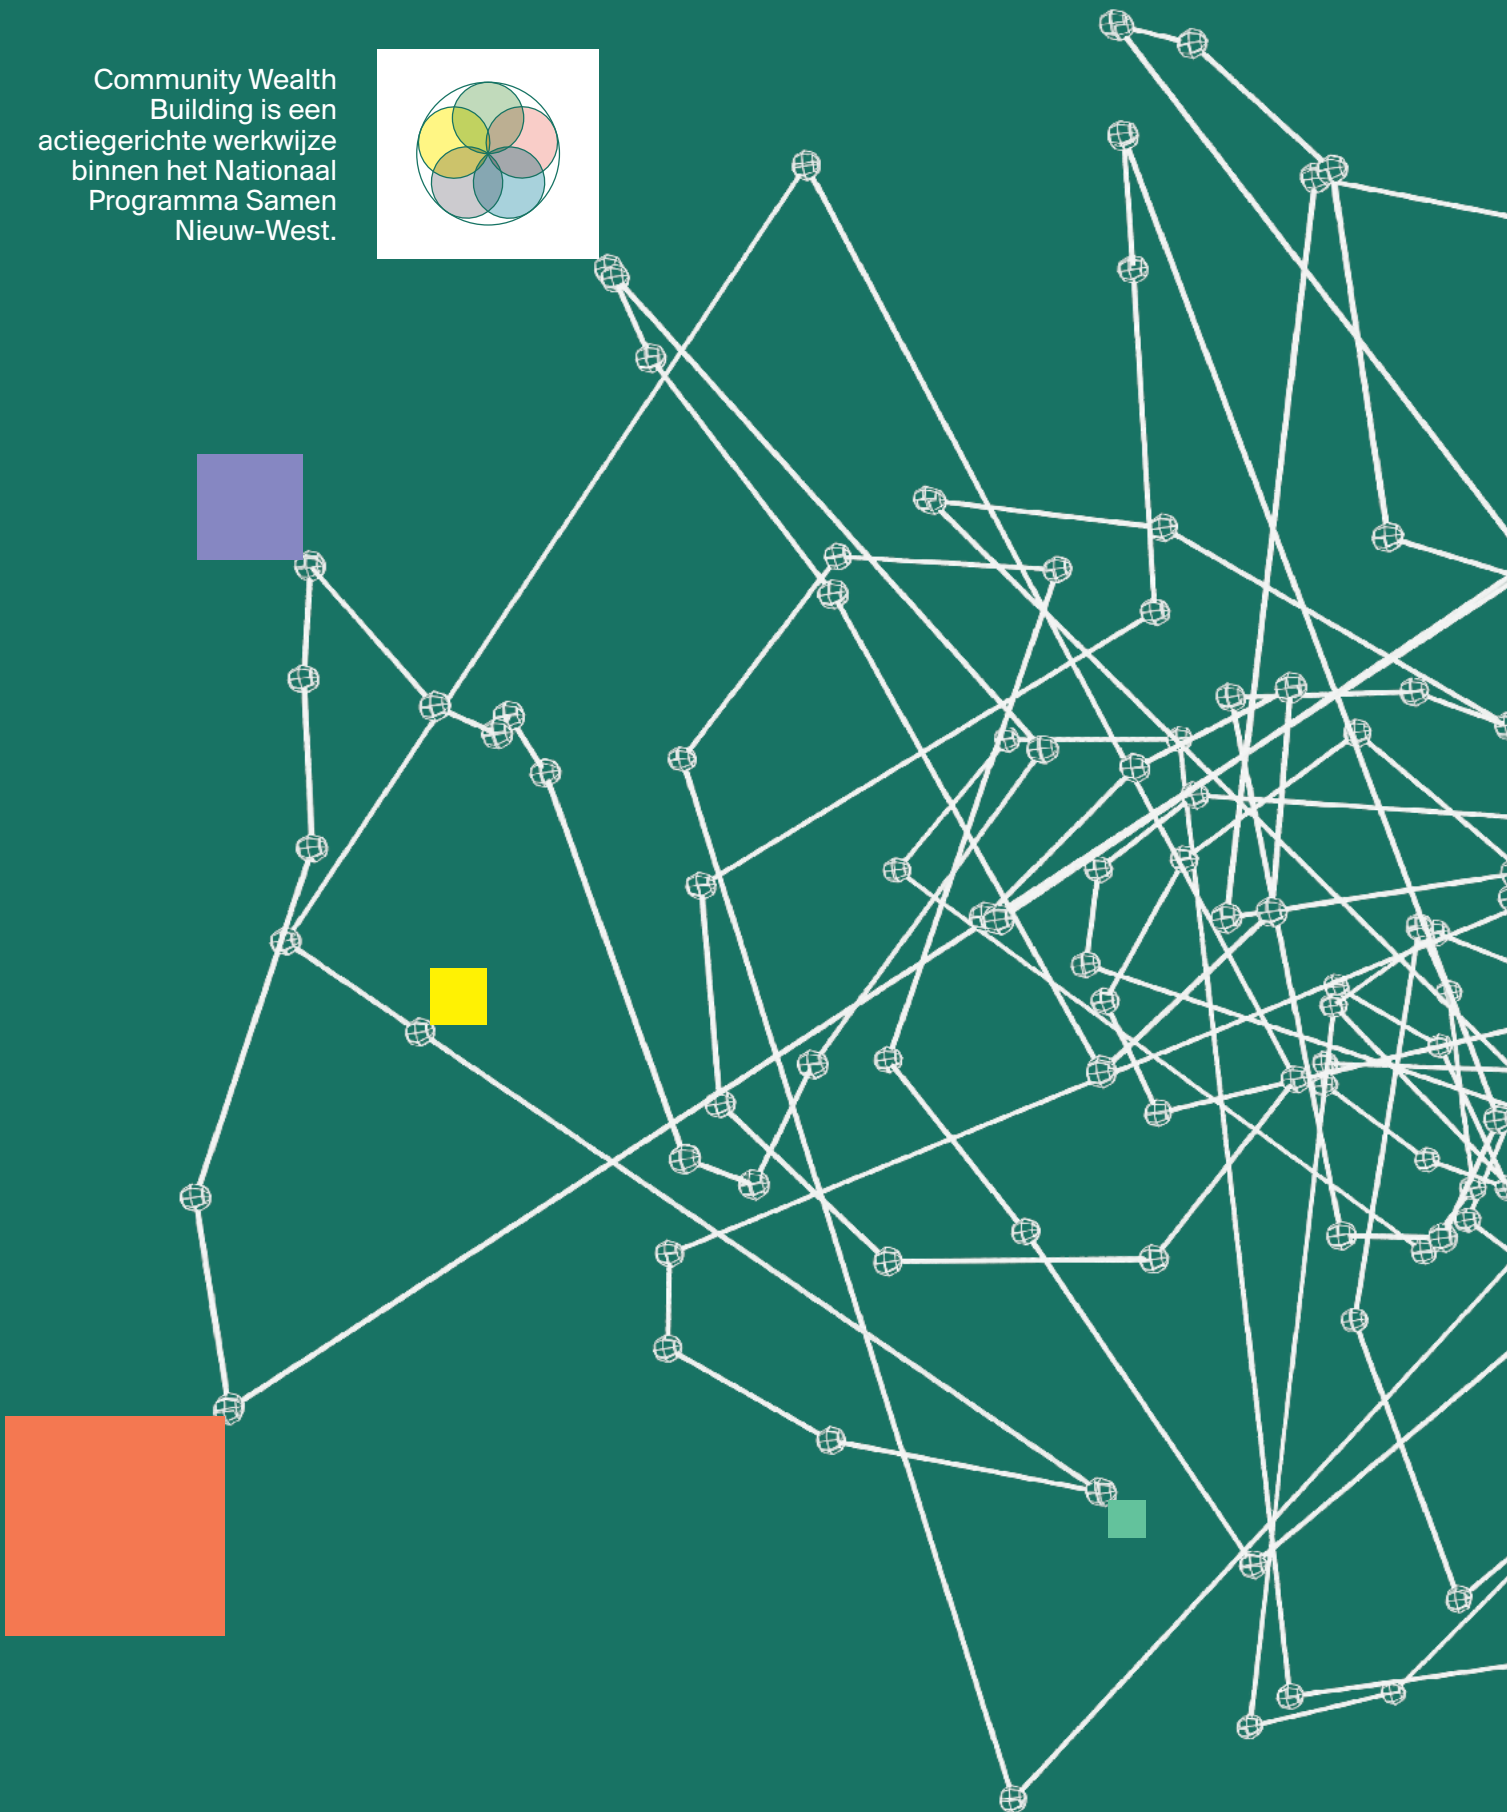 Community Wealth
Building is een
actiegerichte werkwijze
binnen het Nationaal
Programma Samen
Nieuw-West.